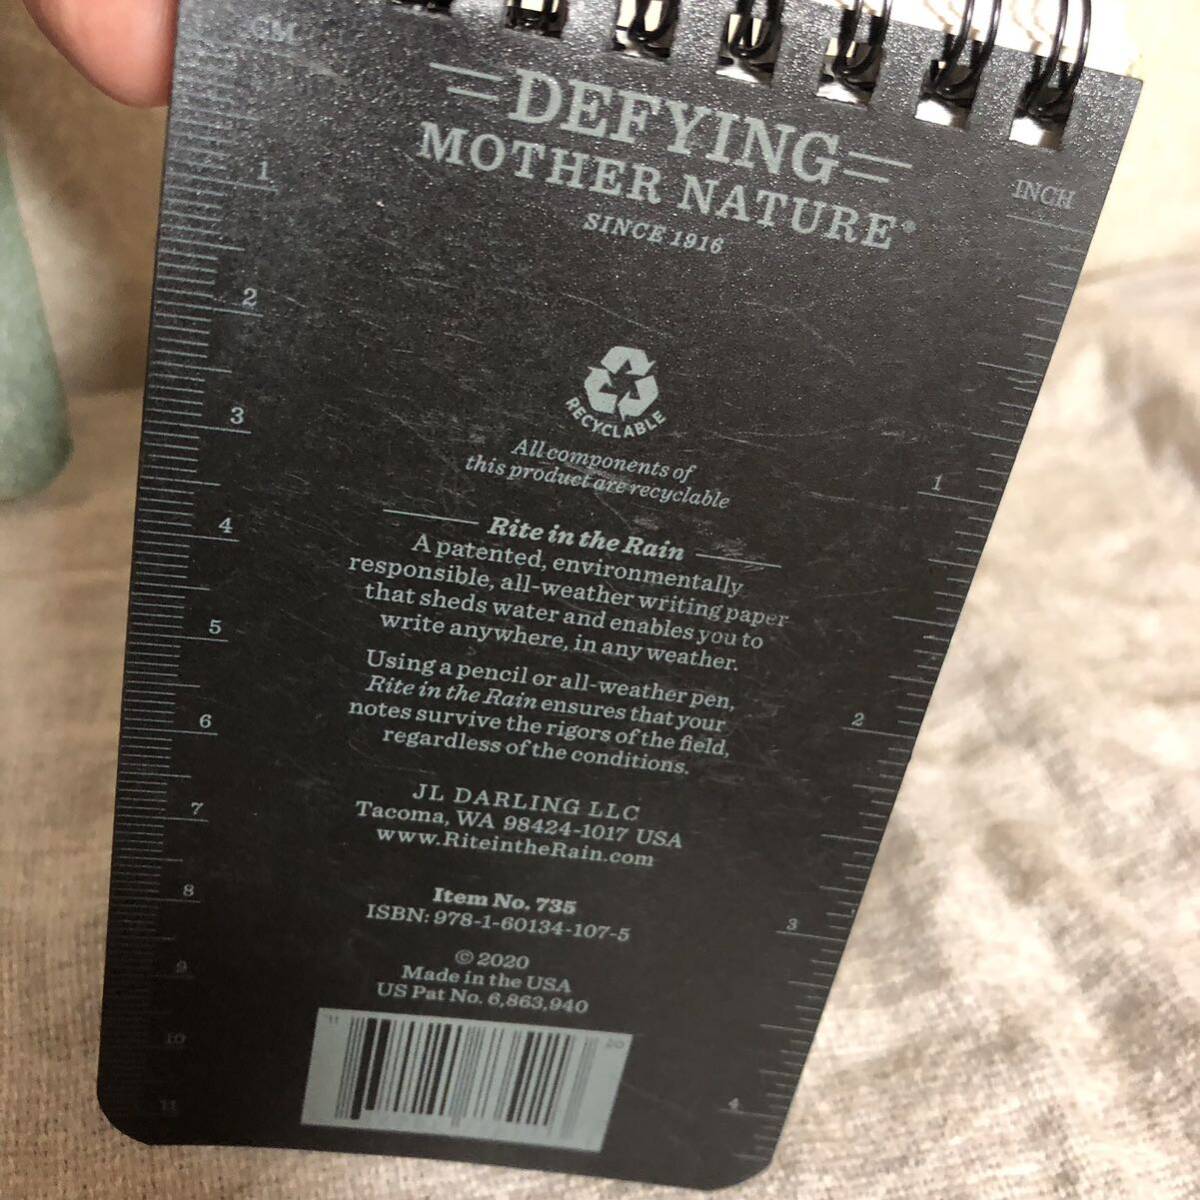 CM
DEFYING
MOTHER NATURE®
SINCE 1916
INCH
1
2
3
4
5
6
7
8
9
10
11
RECYCLABLE
All components of
this product are recyclable
Rite in the Rain
A patented, environmentally
responsible, all-weather writing paper
that sheds water and enables you to
write anywhere, in any weather.
Using a pencil or all-weather pen,
Rite in the Rain ensures that your
notes survive the rigors of the field,
regardless of the conditions.
JL DARLING LLC
Tacoma, WA 98424-1017 USA
www.RiteintheRain.com
Item No. 735
ISBN: 978-1-60134-107-5
© 2020
Made in the USA
US Pat No. 6,863,940
11
20
1
2
3
4